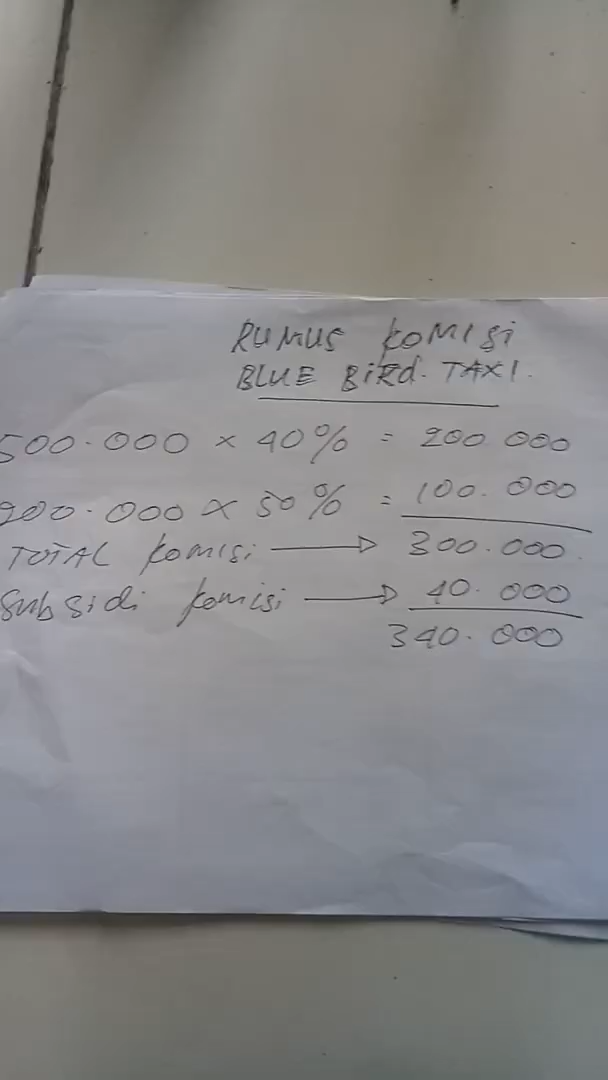 RUMUS KOMISI
BLUE BIRd. TAXI.
500.000 x 40% = 200.000
200.000 x 50% = 100.000
TOTAL komisi → 300.000
Subsidi komisi → 40.000
340.000